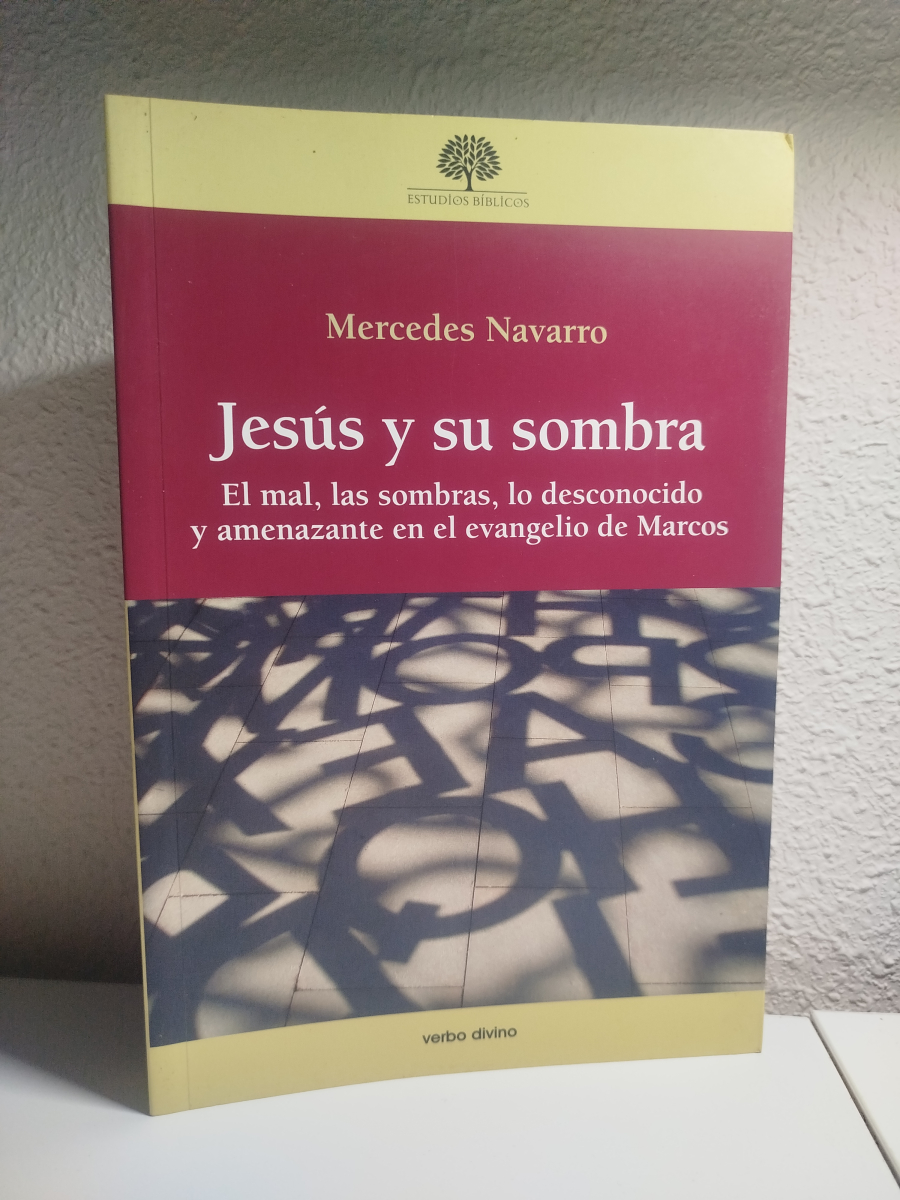 ESTUDIOS BÍBLICOS
Mercedes Navarro
Jesús y su sombra
El mal, las sombras, lo desconocido
y amenazante en el evangelio de Marcos
verbo divino